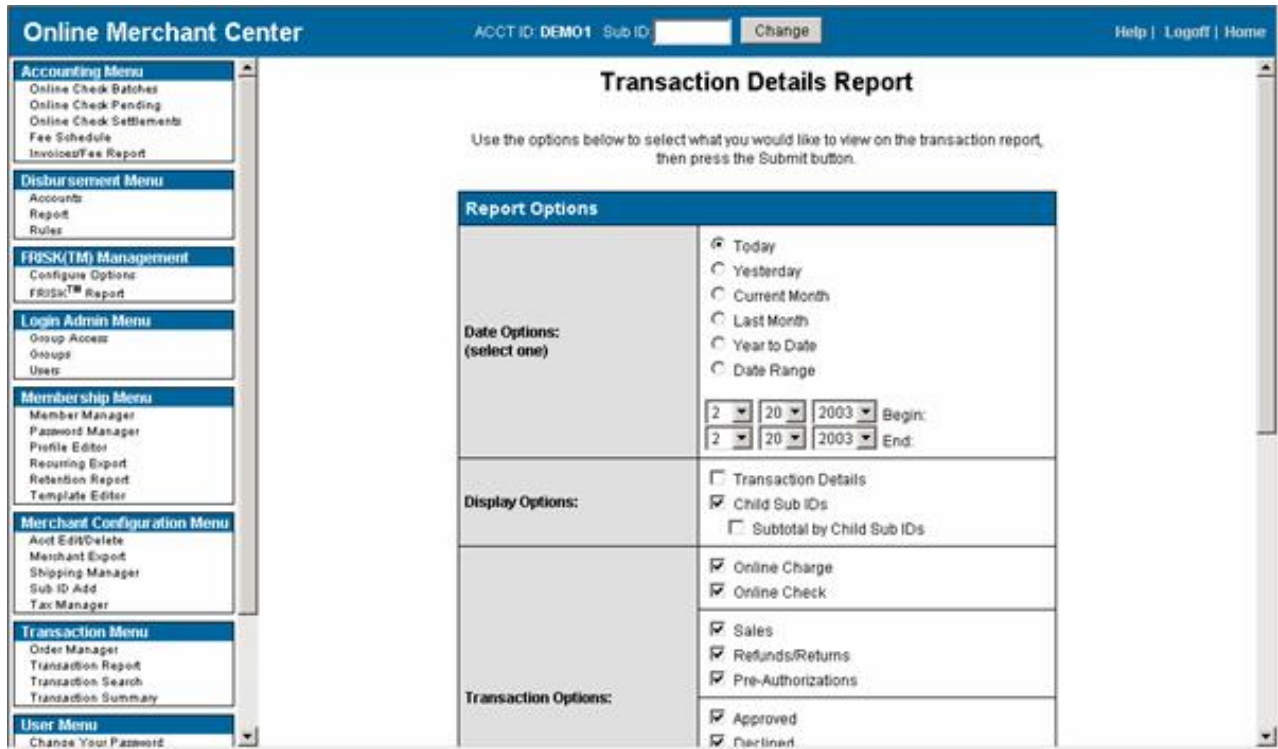 Online Merchant Center
ACCT ID: DEMO1 Sub ID: Change
Help | Logoff | Home
Accounting Menu
Online Check Batches
Online Check Pending
Online Check Settlements
Fee Schedule
Invoices/Fee Report
Disbursement Menu
Accounts
Report
Rules
FRISK(TM) Management
Configure Options
FRISK™ Report
Login Admin Menu
Group Access
Groups
Users
Membership Menu
Member Manager
Password Manager
Profile Editor
Recurring Export
Retention Report
Template Editor
Merchant Configuration Menu
Acct Edit/Delete
Merchant Export
Shipping Manager
Sub ID Add
Tax Manager
Transaction Menu
Order Manager
Transaction Report
Transaction Search
Transaction Summary
User Menu
Change Your Password
Transaction Details Report
Use the options below to select what you would like to view on the transaction report,
then press the Submit button.
Report Options
Date Options:
(select one)
Today
Yesterday
Current Month
Last Month
Year to Date
Date Range
2 20 2003 Begin:
2 20 2003 End:
Display Options:
Transaction Details
Child Sub IDs
Subtotal by Child Sub IDs
Transaction Options:
Online Charge
Online Check
Sales
Refunds/Returns
Pre-Authorizations
Approved
Declined